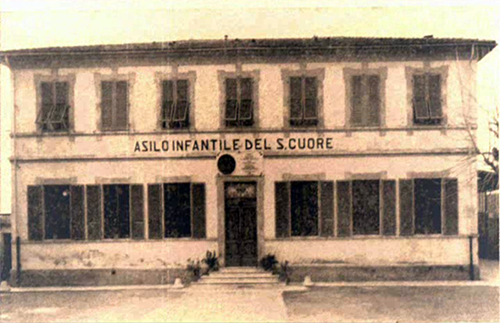 ASILO INFANTILE DEL S. CUORE